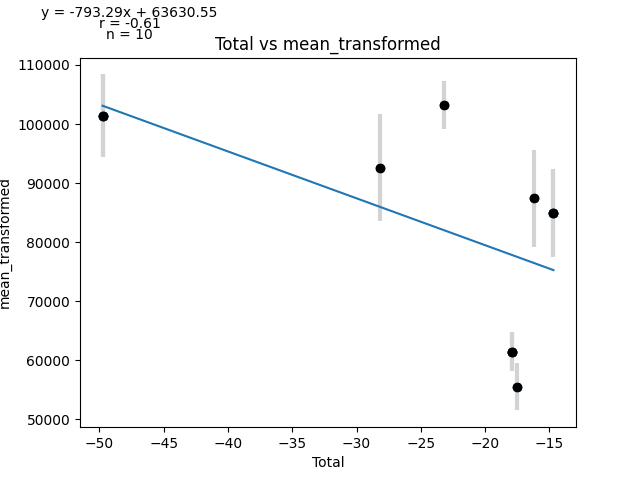 y = -793.29x + 63630.55
r = -0.61
n = 10
Total vs mean_transformed
110000
100000
90000
80000
70000
60000
50000
mean_transformed
−50
−45
−40
−35
−30
−25
−20
−15
Total